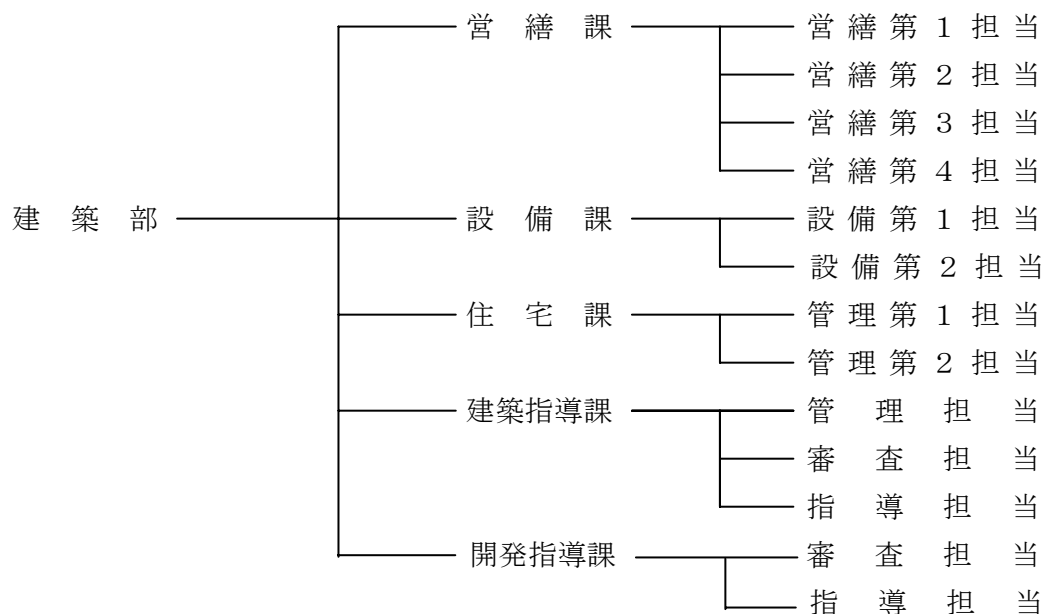 営繕課 営繕第1担当
営繕第2担当
営繕第3担当
営繕第4担当
建築部 設備課 設備第1担当
設備第2担当
住宅課 管理第1担当
管理第2担当
建築指導課 管理担当
審査担当
指導担当
開発指導課 審査担当
指導担当